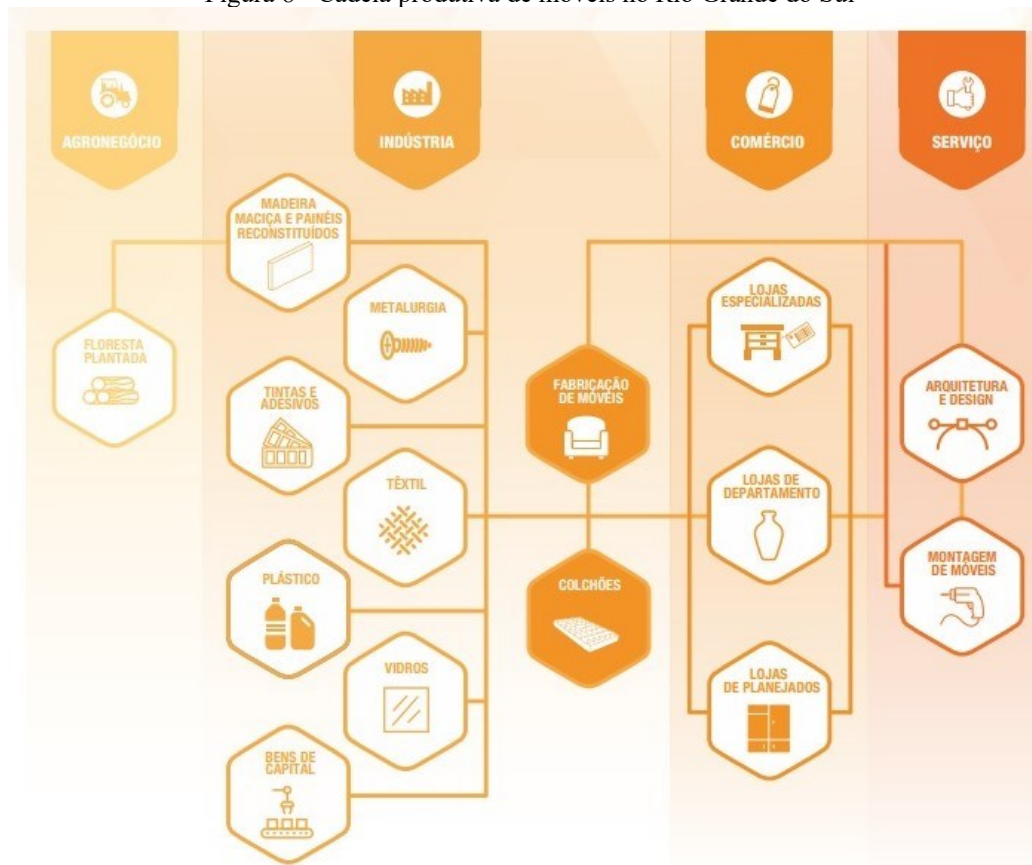 Figura 6 - Cadeia produtiva de móveis no Rio Grande do Sul
AGRONEGÓCIO
INDÚSTRIA
COMÉRCIO
SERVIÇO
MADEIRA
MACIÇA E PAINÉIS
RECONSTITUÍDOS
METALURGIA
LOJAS
ESPECIALIZADAS
FLORESTA
PLANTADA
TINTAS E
ADESIVOS
FABRICAÇÃO
DE MÓVEIS
ARQUITETURA
E DESIGN
TÊXTIL
LOJAS DE
DEPARTAMENTO
PLÁSTICO
COLCHÕES
MONTAGEM
DE MÓVEIS
VIDROS
LOJAS
DE PLANEJADOS
BENS DE
CAPITAL